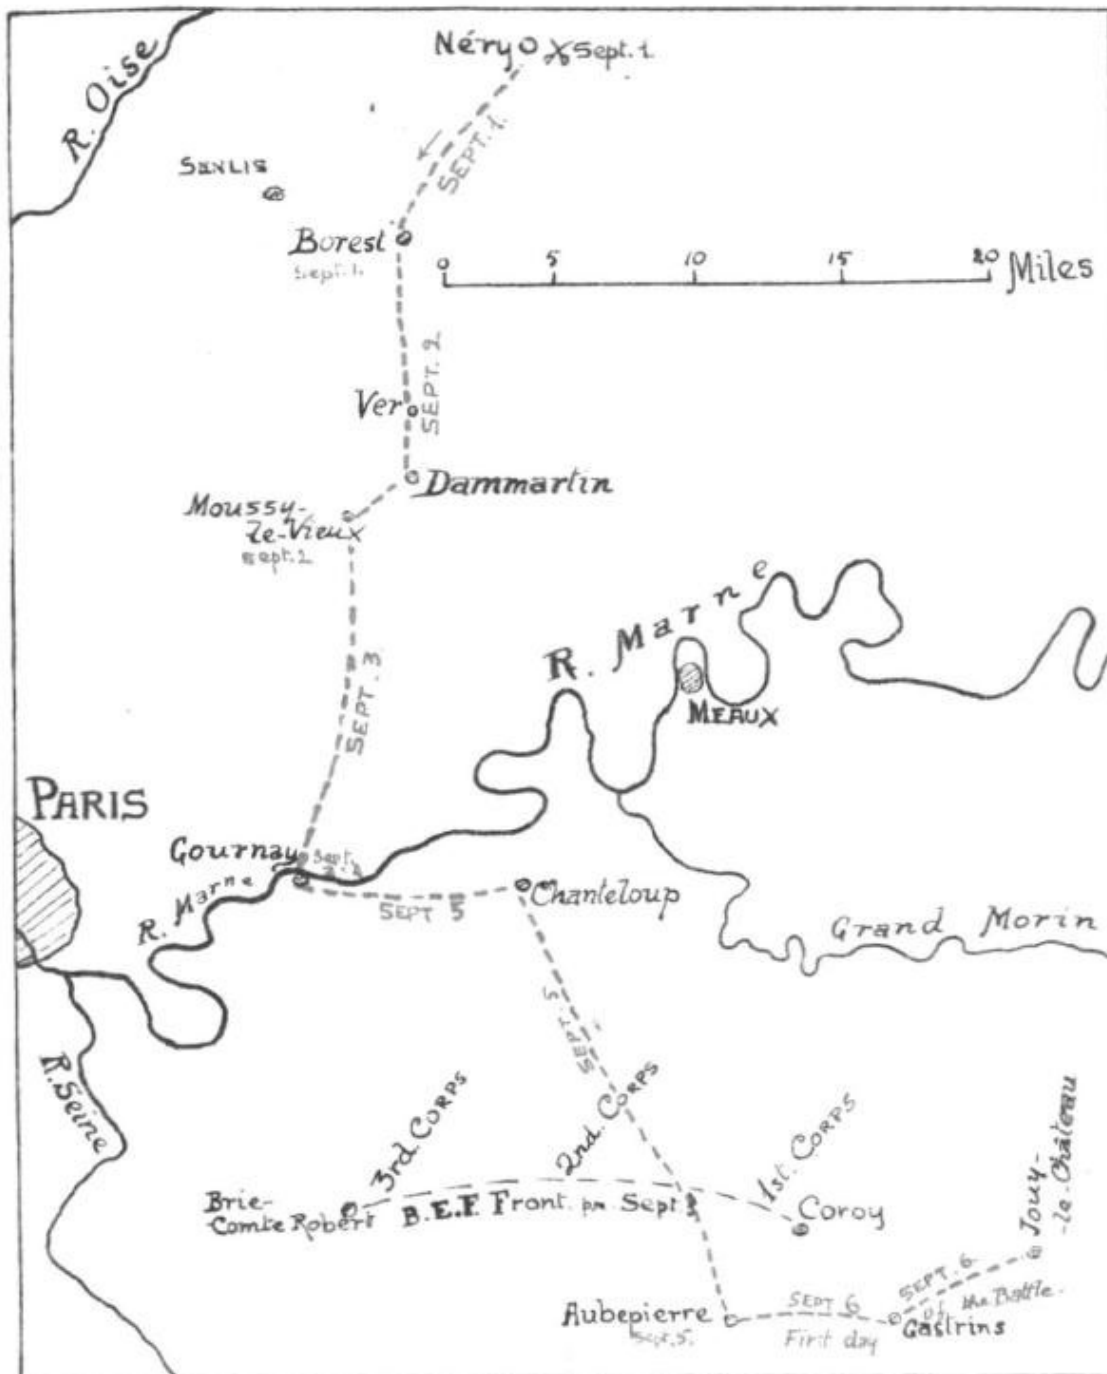 Néry Sept. 1.
R. Oise
SEPT. 1.
SENLIS
Borest
Sept. 1.
0 5 10 15 20 Miles
SEPT. 2
Ver
Dammartin
Moussy-
le-Vieux
Sept. 2
R. Marne
MEAUX
SEPT. 3
PARIS
Gournay
Sept.
R. Marne
SEPT 5
Chanteloup
Grand Morin
SEPT. 5
R. Seine
3rd. CORPS
2nd. CORPS
1st. CORPS
Jouy-
-le-Château
Brie-
-Comte Robert
B.E.F. Front. pm Sept
Coroy
SEPT. 6
of the Battle.
Aubepierre
Sept. 5.
SEPT 6
First day
Gastrins